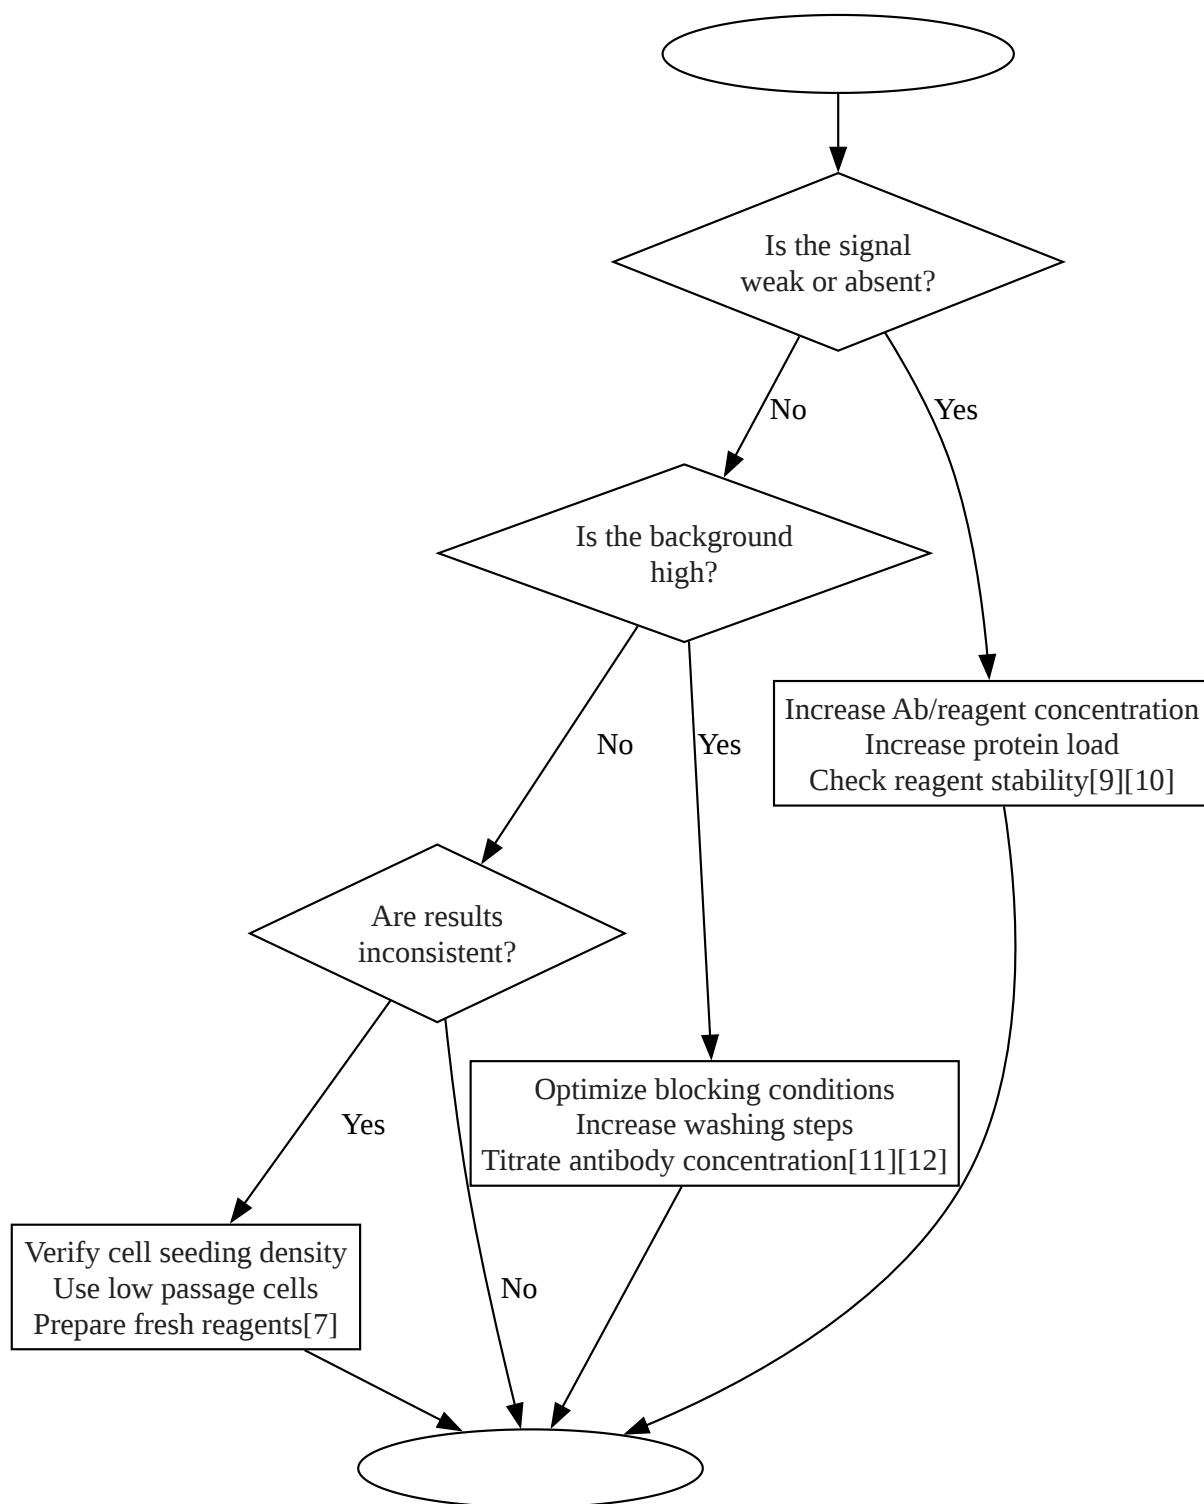 Is the signal
weak or absent?
No
Yes
Is the background
high?
Increase Ab/reagent concentration
Increase protein load
Check reagent stability[9][10]
No
Yes
Are results
inconsistent?
Optimize blocking conditions
Increase washing steps
Titrate antibody concentration[11][12]
Yes
No
Verify cell seeding density
Use low passage cells
Prepare fresh reagents[7]